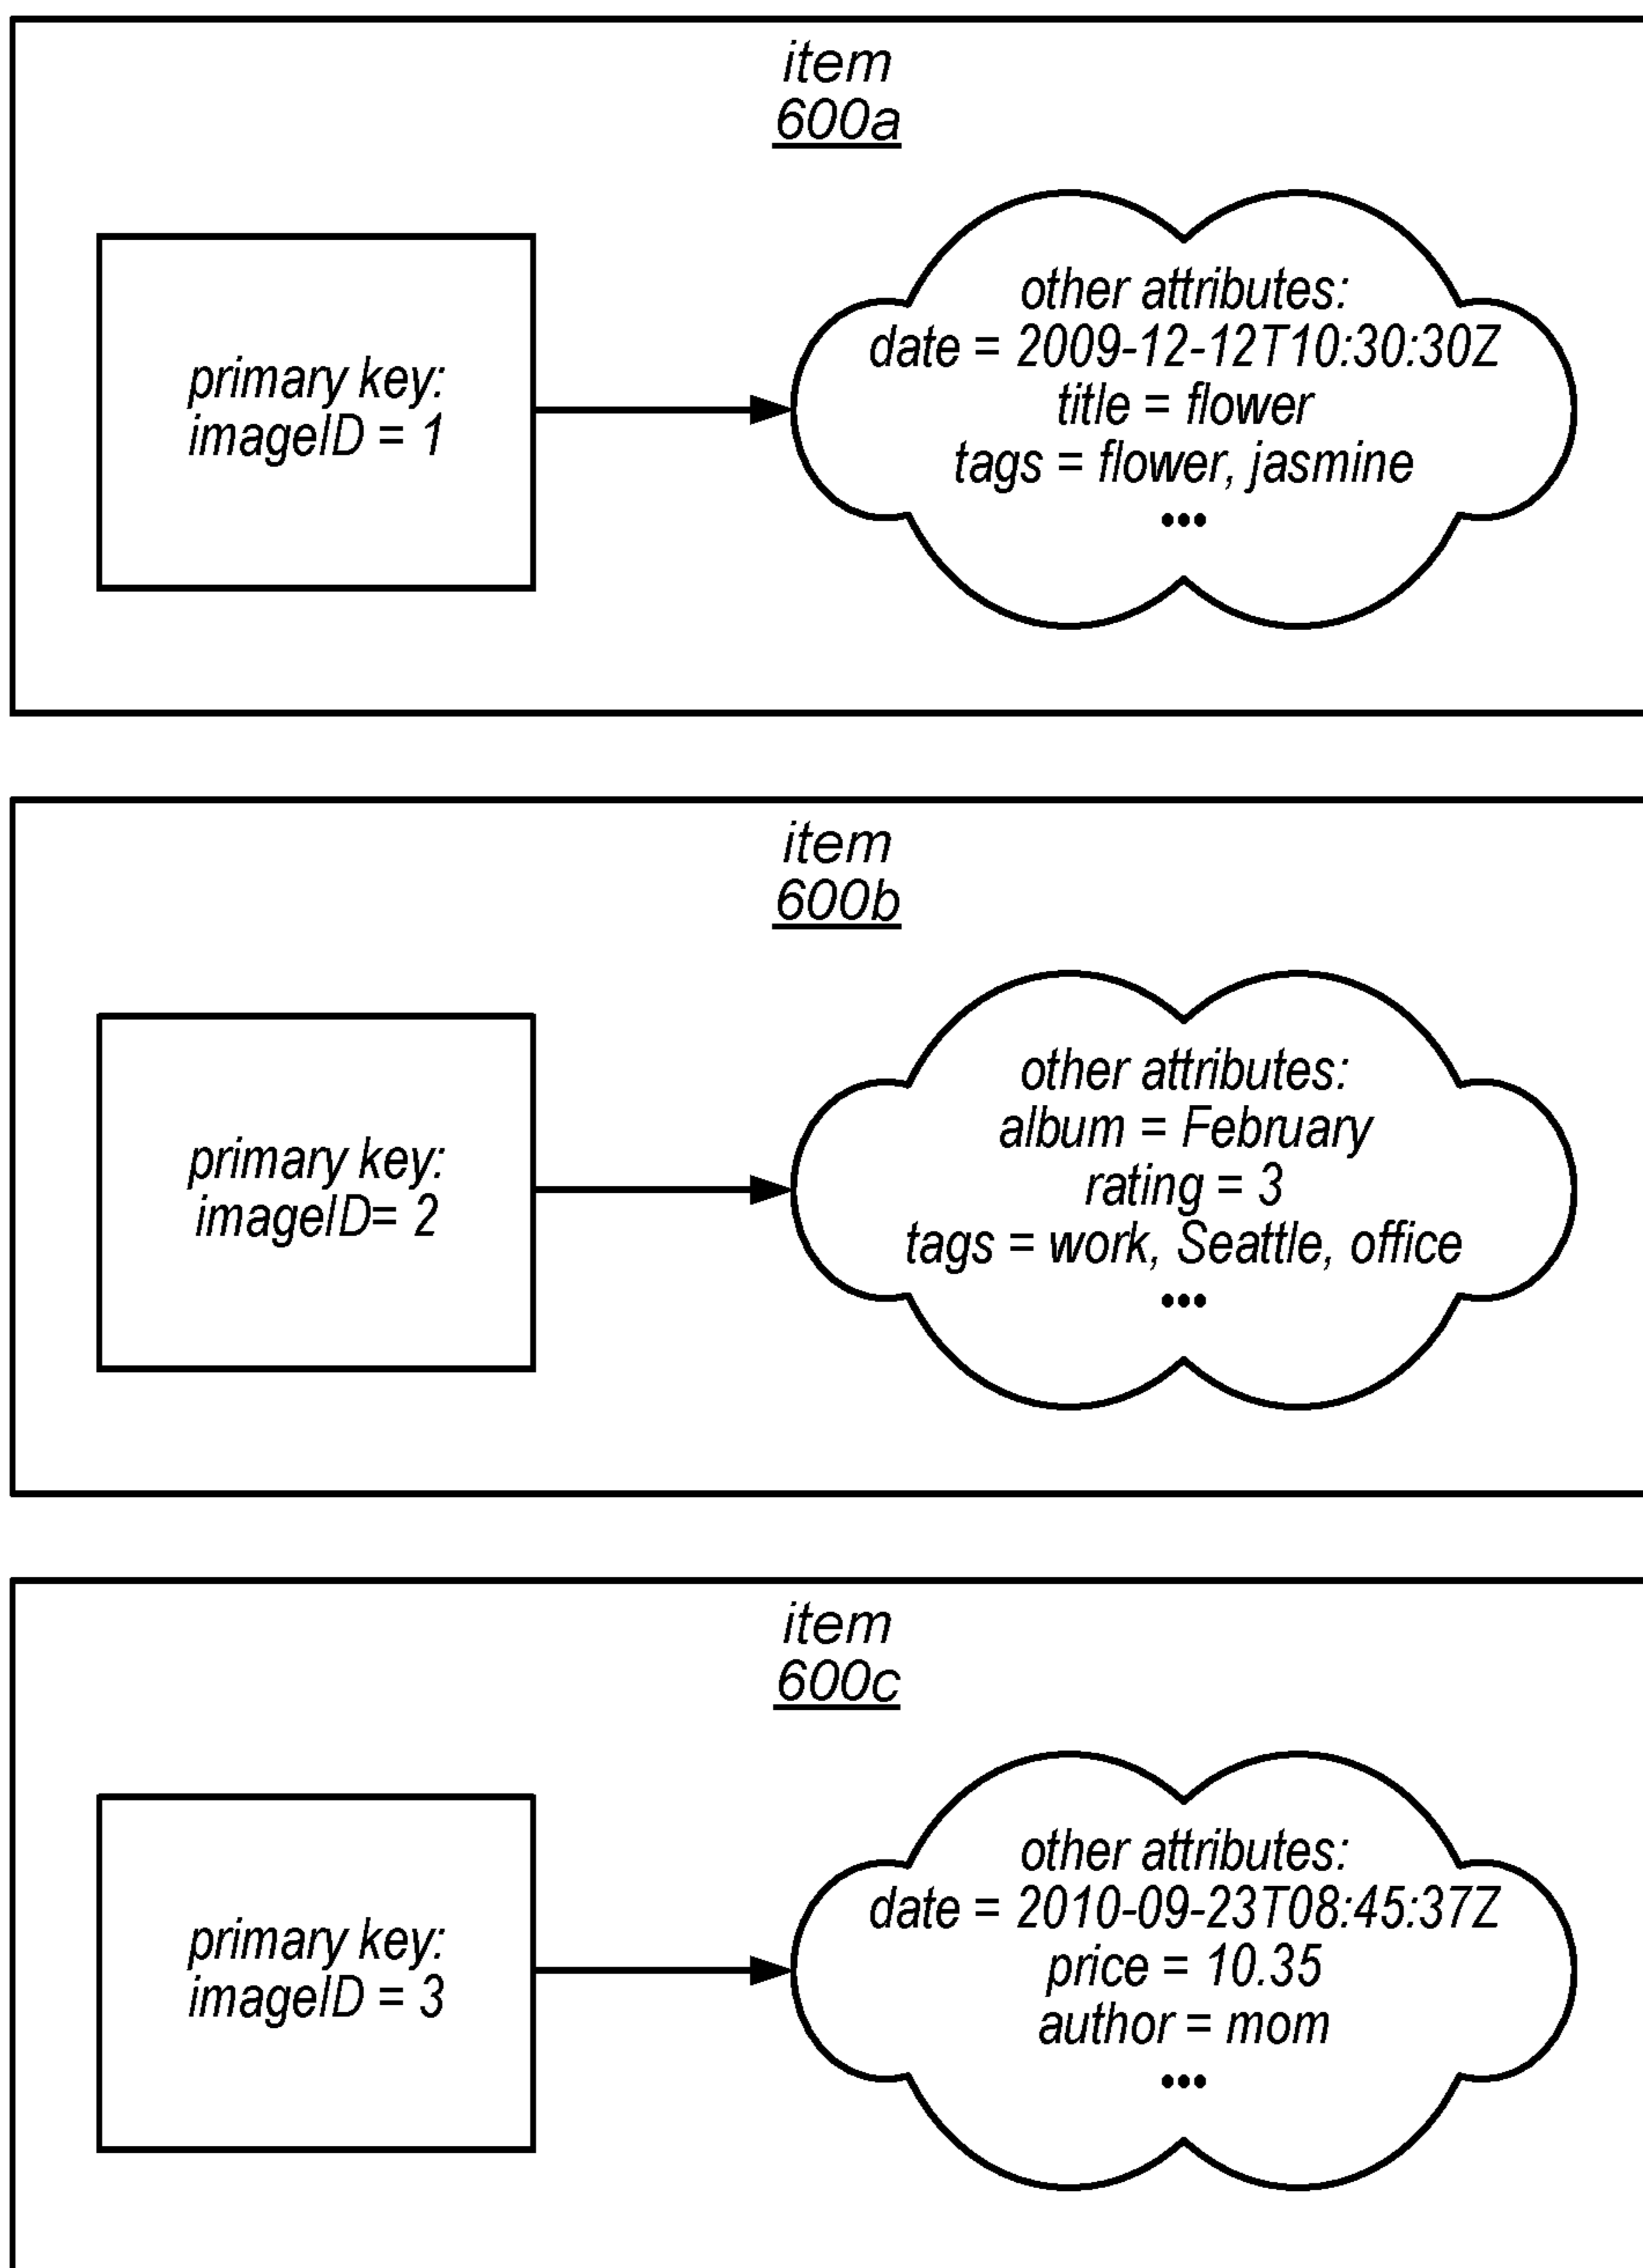 item
600a
primary key:
imageID = 1
other attributes:
date = 2009-12-12T10:30:30Z
title = flower
tags = flower, jasmine
•••
item
600b
primary key:
imageID= 2
other attributes:
album = February
rating = 3
tags = work, Seattle, office
•••
item
600c
primary key:
imageID = 3
other attributes:
date = 2010-09-23T08:45:37Z
price = 10.35
author = mom
•••